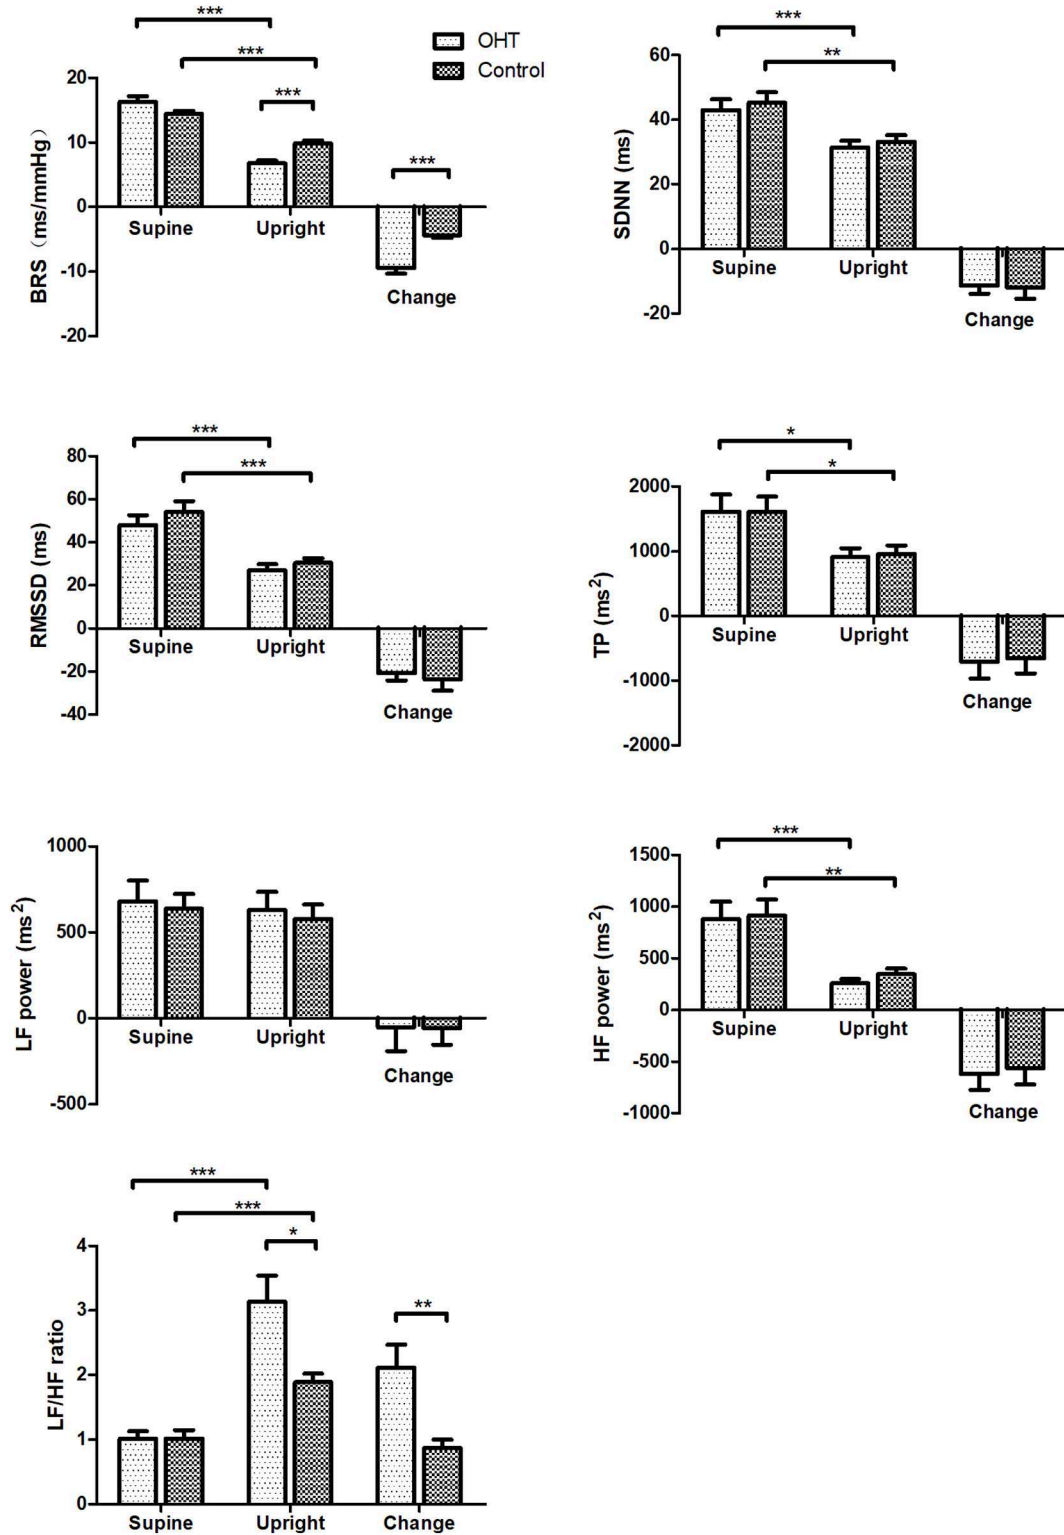 ***
***
OHT
Control
20
10
0
-10
-20
BRS（ms/mmHg）
***
***
Supine
Upright
Change
***
**
60
40
20
0
-20
SDNN (ms)
Supine
Upright
Change
***
***
80
60
40
20
0
-20
-40
RMSSD (ms)
Supine
Upright
Change
*
*
2000
1000
0
-1000
-2000
TP (ms²)
Supine
Upright
Change
1000
500
0
-500
LF power (ms²)
Supine
Upright
Change
***
**
1500
1000
500
0
-500
-1000
HF power (ms²)
Supine
Upright
Change
***
***
*
**
4
3
2
1
0
LF/HF ratio
Supine
Upright
Change